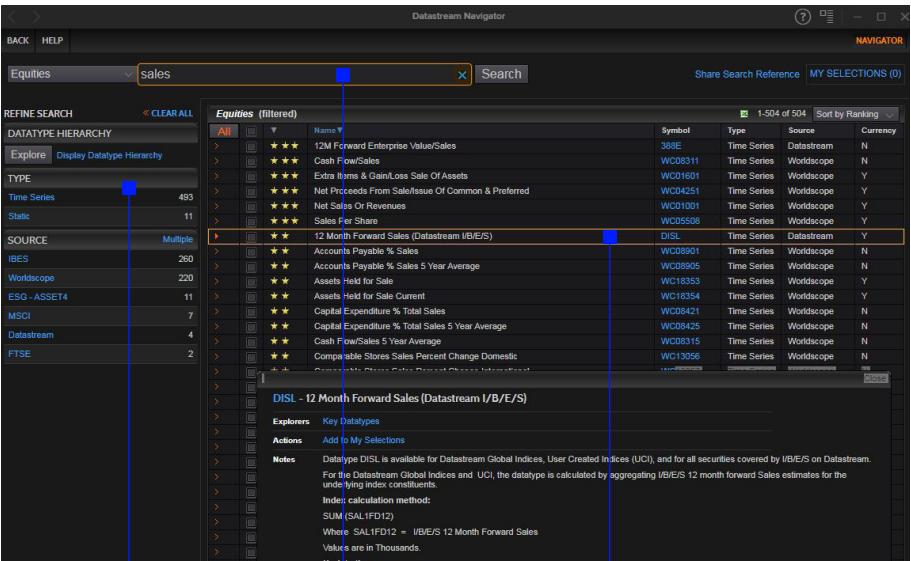 Datastream Navigator
?
BACK HELP NAVIGATOR
Equities sales × Search Share Search Reference MY SELECTIONS (0)
REFINE SEARCH « CLEAR ALL
DATATYPE HIERARCHY
Explore Display Datatype Hierarchy
TYPE
Time Series 493
Static 11
SOURCE Multiple
IBES 260
Worldscope 220
ESG - ASSET4 11
MSCI 7
Datastream 4
FTSE 2
Equities (filtered) 1-504 of 504 Sort by Ranking
All Name Symbol Type Source Currency
12M Forward Enterprise Value/Sales 388E Time Series Datastream N
Cash Flow/Sales WC08311 Time Series Worldscope N
Extra Items & Gain/Loss Sale Of Assets WC01601 Time Series Worldscope Y
Net Proceeds From Sale/Issue Of Common & Preferred WC04251 Time Series Worldscope Y
Net Sales Or Revenues WC01001 Time Series Worldscope Y
Sales Per Share WC05508 Time Series Worldscope Y
12 Month Forward Sales (Datastream I/B/E/S) DISL Time Series Datastream Y
Accounts Payable % Sales WC08901 Time Series Worldscope N
Accounts Payable % Sales 5 Year Average WC08905 Time Series Worldscope N
Assets Held for Sale WC18353 Time Series Worldscope Y
Assets Held for Sale Current WC18354 Time Series Worldscope Y
Capital Expenditure % Total Sales WC08421 Time Series Worldscope N
Capital Expenditure % Total Sales 5 Year Average WC08425 Time Series Worldscope N
Cash Flow/Sales 5 Year Average WC08315 Time Series Worldscope N
Comparable Stores Sales Percent Change Domestic WC13056 Time Series Worldscope N
Close
DISL - 12 Month Forward Sales (Datastream I/B/E/S)
Explorers Key Datatypes
Actions Add to My Selections
Notes Datatype DISL is available for Datastream Global Indices, User Created Indices (UCI), and for all securities covered by I/B/E/S on Datastream.
For the Datastream Global Indices and UCI, the datatype is calculated by aggregating I/B/E/S 12 month forward Sales estimates for the
underlying index constituents.
Index calculation method:
SUM (SAL1FD12)
Where SAL1FD12 = I/B/E/S 12 Month Forward Sales
Values are in Thousands.